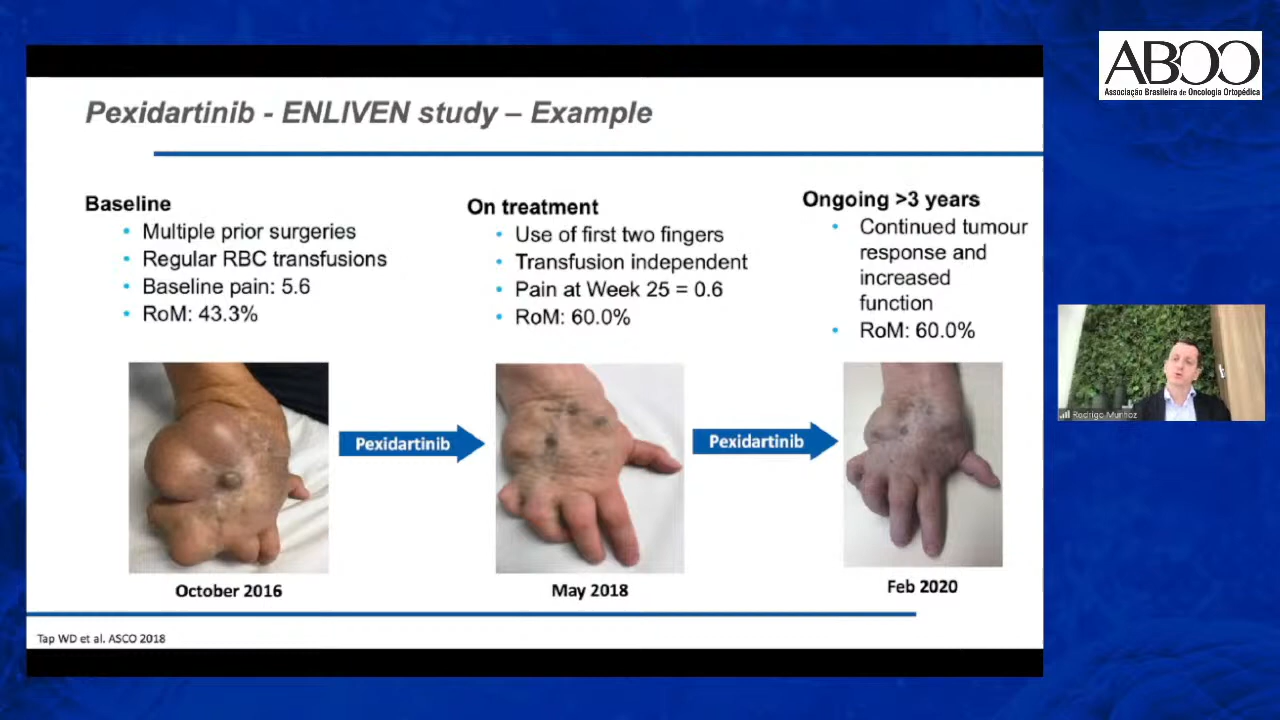 ABOO
Associação Brasileira de Oncologia Ortopédica
Pexidartinib - ENLIVEN study – Example
Baseline
• Multiple prior surgeries
• Regular RBC transfusions
• Baseline pain: 5.6
• RoM: 43.3%
On treatment
• Use of first two fingers
• Transfusion independent
• Pain at Week 25 = 0.6
• RoM: 60.0%
Ongoing >3 years
• Continued tumour
response and
increased
function
• RoM: 60.0%
Pexidartinib
Pexidartinib
October 2016
May 2018
Feb 2020
Tap WD et al. ASCO 2018
Rodrigo Munhoz